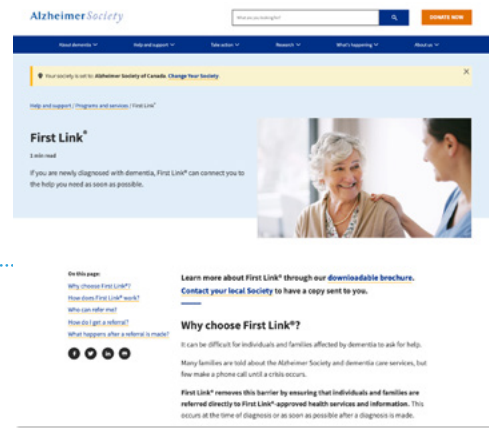 Alzheimer Society
What are you looking for?
DONATE NOW
About dementia
Help and support
Take action
Research
What's happening
About us
Your society is set to: Alzheimer Society of Canada. Change Your Society
Help and support / Programs and services / First Link®
First Link®
1 min read
If you are newly diagnosed with dementia, First Link® can connect you to
the help you need as soon as possible.
On this page:
Why choose First Link®?
How does First Link® work?
Who can refer me?
How do I get a referral?
What happens after a referral is made?
Learn more about First Link® through our downloadable brochure.
Contact your local Society to have a copy sent to you.
Why choose First Link®?
It can be difficult for individuals and families affected by dementia to ask for help.
Many families are told about the Alzheimer Society and dementia care services, but
few make a phone call until a crisis occurs.
First Link® removes this barrier by ensuring that individuals and families are
referred directly to First Link®-approved health services and information. This
occurs at the time of diagnosis or as soon as possible after a diagnosis is made.